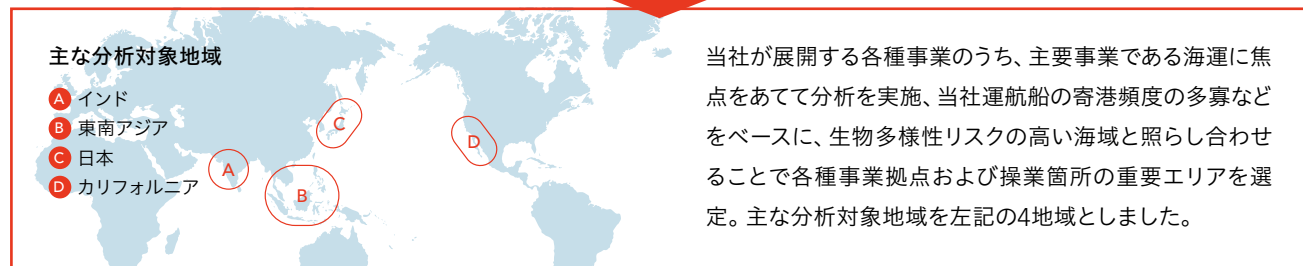 主な分析対象地域
A インド
B 東南アジア
C 日本
D カリフォルニア
A
B
C
D
当社が展開する各種事業のうち、主要事業である海運に焦
点をあてて分析を実施、当社運航船の寄港頻度の多寡など
をベースに、生物多様性リスクの高い海域と照らし合わせ
ることで各種事業拠点および操業箇所の重要エリアを選
定。主な分析対象地域を左記の4地域としました。